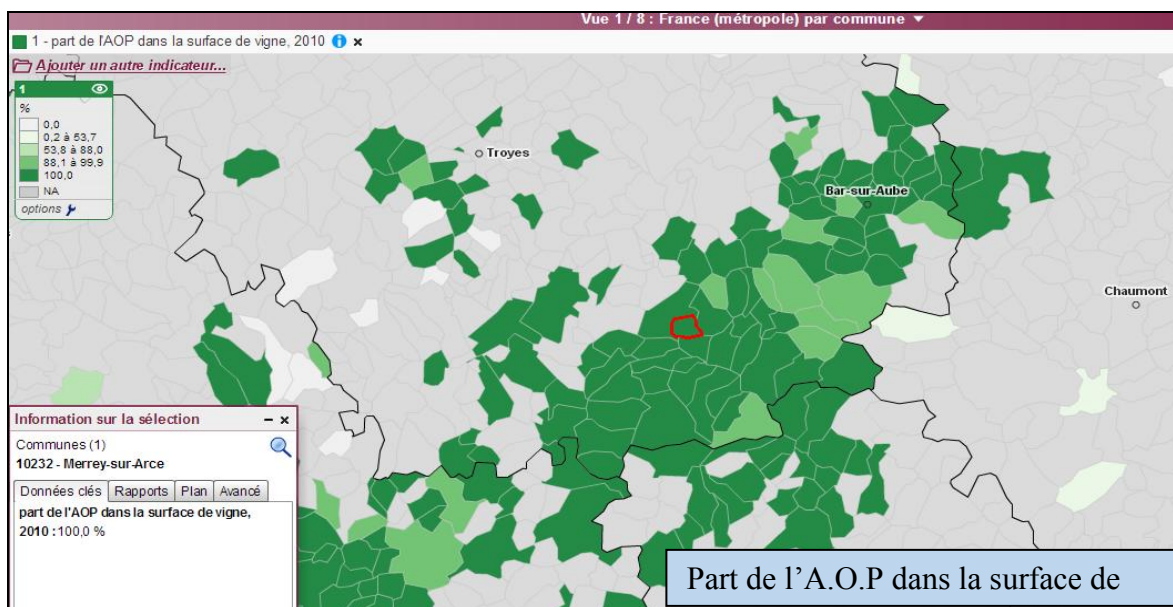 Vue 1 / 8 : France (métropole) par commune ▼
1 - part de l'AOP dans la surface de vigne, 2010 i ×
Ajouter un autre indicateur...
1
%
0,0
0,2 à 53,7
53,8 à 88,0
88,1 à 99,9
100,0
NA
options
Troyes
Bar-sur-Aube
Chaumont
Information sur la sélection – ×
Communes (1)
10232 - Merrey-sur-Arce
Données clés Rapports Plan Avancé
part de l'AOP dans la surface de vigne,
2010 : 100,0 %
Part de l'A.O.P dans la surface de